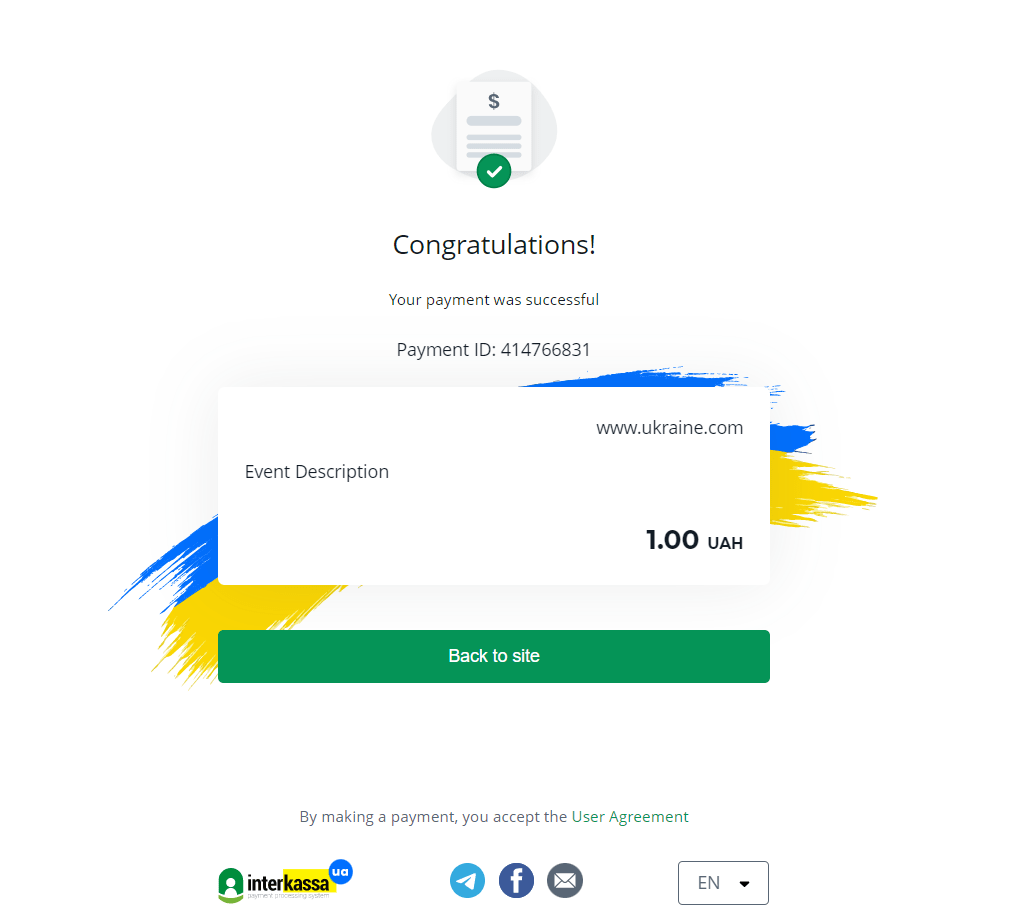 $
Congratulations!
Your payment was successful
Payment ID: 414766831
www.ukraine.com
Event Description
1.00 UAH
Back to site
By making a payment, you accept the User Agreement
interkassa ua
payment processing system
EN